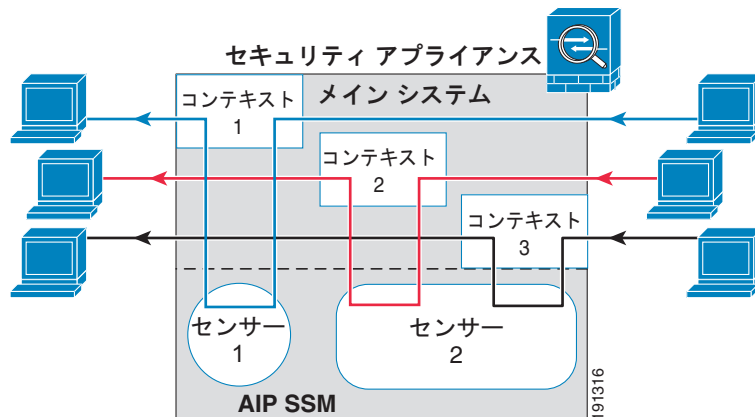 セキュリティ アプライアンス
メイン システム
コンテキスト
1
コンテキスト
2
コンテキスト
3
センサー
1
センサー
2
AIP SSM
191316